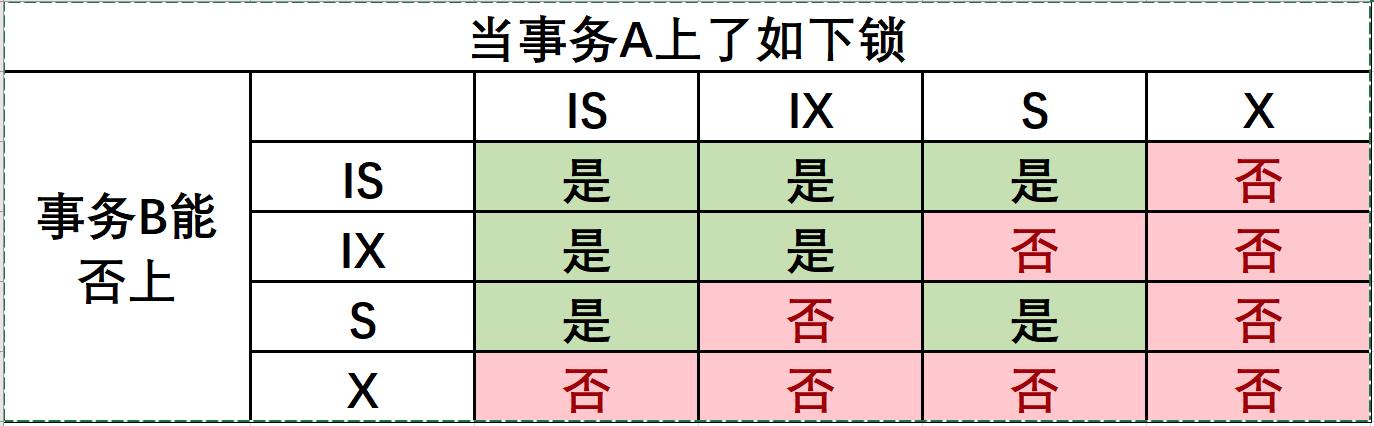 当事务A上了如下锁
IS IX S X
事务B能
否上
IS 是 是 是 否
IX 是 是 否 否
S 是 否 是 否
X 否 否 否 否